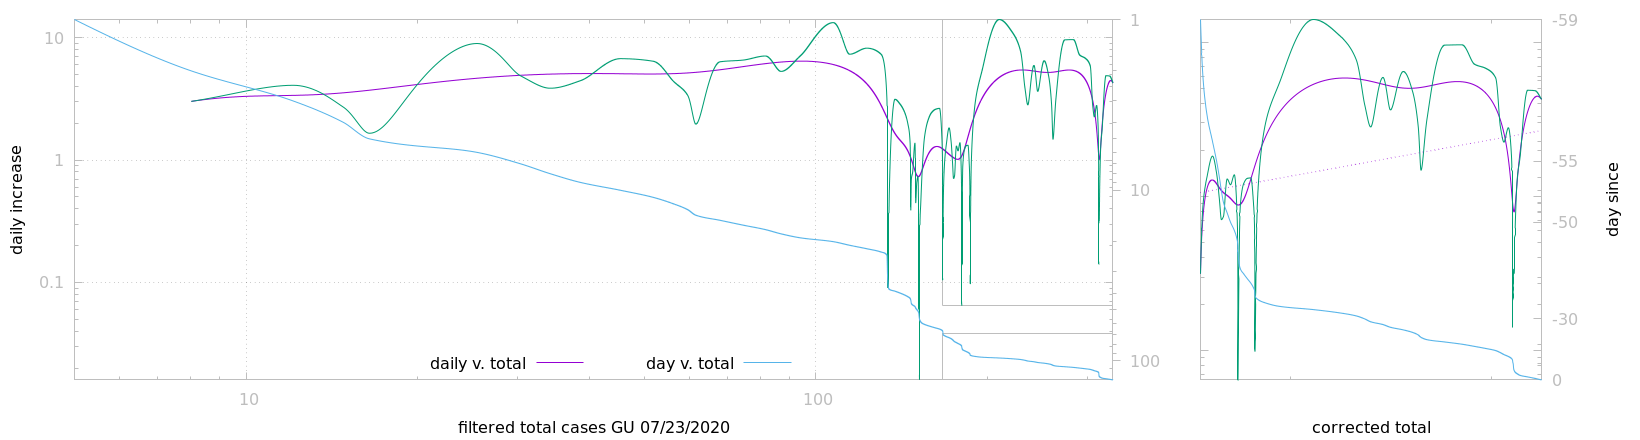 10
1
0.1
daily increase
daily v. total
day v. total
10
100
filtered total cases GU 07/23/2020
1
10
100
-59
-55
-50
-30
0
day since
corrected total